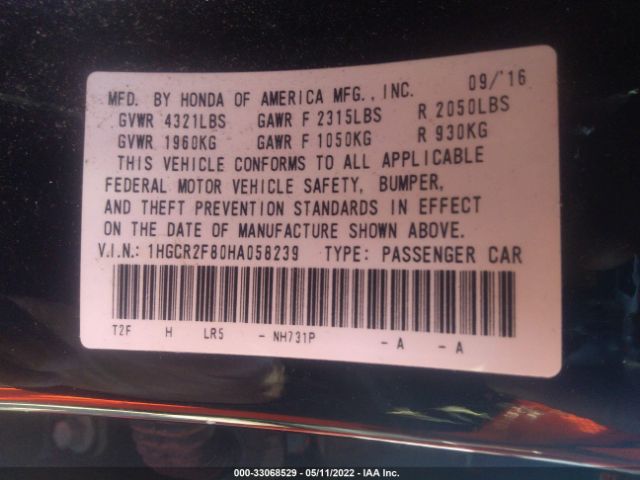 MFD. BY HONDA OF AMERICA MFG., INC. 09/'16
GVWR 4321LBS GAWR F 2315LBS R 2050LBS
GVWR 1960KG GAWR F 1050KG R 930KG
THIS VEHICLE CONFORMS TO ALL APPLICABLE
FEDERAL MOTOR VEHICLE SAFETY, BUMPER,
AND THEFT PREVENTION STANDARDS IN EFFECT
ON THE DATE OF MANUFACTURE SHOWN ABOVE.
V.I.N.: 1HGCR2F80HA058239 TYPE: PASSENGER CAR
T2F H LR5 - NH731P - A - A
000-33068529 - 05/11/2022 - IAA Inc.